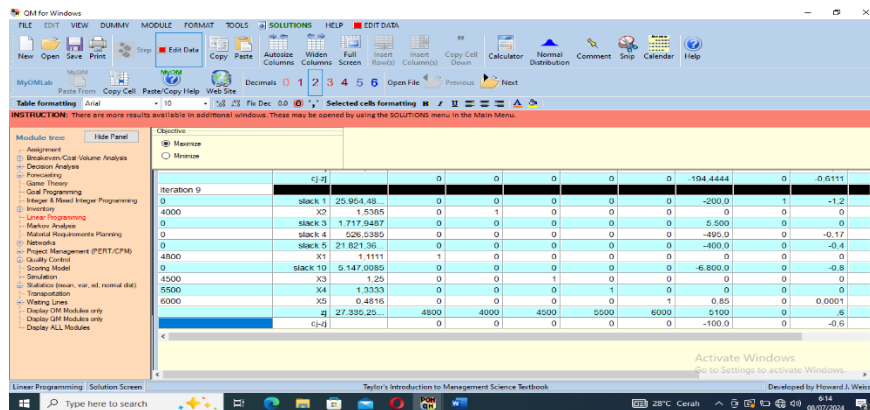 QM for Windows
FILE EDIT VIEW DUMMY MODULE FORMAT TOOLS SOLUTIONS HELP EDIT DATA
New Open Save Print Step Edit Data Copy Paste Autosize Columns Widen Columns Full Screen Insert Row(s) Insert Column(s) Copy Cell Down Calculator Normal Distribution Comment Snip Calendar Help
MyOMLab Paste From Copy Cell Paste/Copy Help Web Site Decimals 0 1 2 3 4 5 6 Open File Previous Next
Table formatting Arial 10 Fix Dec 0.0 Selected cells formatting B I U
INSTRUCTION: There are more results available in additional windows. These may be opened by using the SOLUTIONS menu in the Main Menu.
Module tree Hide Panel
Assignment
Breakeven/Cost-Volume Analysis
Decision Analysis
Forecasting
Game Theory
Goal Programming
Integer & Mixed Integer Programming
Inventory
Linear Programming
Markov Analysis
Material Requirements Planning
Networks
Project Management (PERT/CPM)
Quality Control
Scoring Model
Simulation
Statistics (mean, var, sd, normal dist)
Transportation
Waiting Lines
Display OM Modules only
Display QM Modules only
Display ALL Modules
Objective
Maximize
Minimize
cj-zj 0 0 0 0 0 -194,4444 0 -0,6111
Iteration 9
0 slack 1 25.954,48... 0 0 0 0 0 -200,0 1 -1,2
4000 X2 1,5385 0 1 0 0 0 0 0 0
0 slack 3 1.717,9487 0 0 0 0 0 5.500 0 0
0 slack 4 526,5385 0 0 0 0 0 -495,0 0 -0,17
0 slack 5 21.821,36... 0 0 0 0 0 -400,0 0 -0,4
4800 X1 1,1111 1 0 0 0 0 0 0 0
0 slack 10 5.147,0085 0 0 0 0 0 -6.800,0 0 -0,8
4500 X3 1,25 0 0 1 0 0 0 0 0
5500 X4 1,3333 0 0 0 1 0 0 0 0
6000 X5 0,4816 0 0 0 0 1 0,85 0 0,0001
zj 27.335,25... 4800 4000 4500 5500 6000 5100 0 ,6
cj-zj 0 0 0 0 0 -100,0 0 -0,6
Activate Windows
Go to Settings to activate Windows.
Linear Programming Solution Screen Taylor's Introduction to Management Science Textbook Developed by Howard J. Weiss
Type here to search 28°C Cerah 6:14
08/07/2024